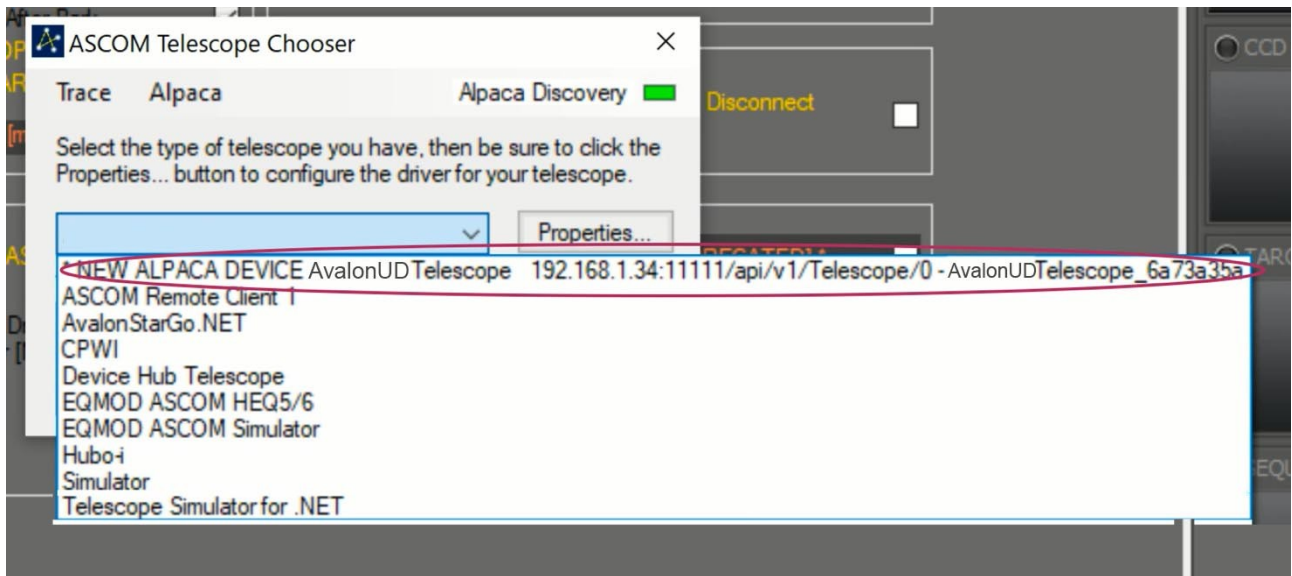 After Park
ASCOM Telescope Chooser
CCD
Trace Alpaca Alpaca Discovery
Disconnect
Select the type of telescope you have, then be sure to click the
Properties... button to configure the driver for your telescope.
Properties...
* NEW ALPACA DEVICE AvalonUDTelescope 192.168.1.34:11111/api/v1/Telescope/0 - AvalonUDTelescope_6a73a35a
ASCOM Remote Client 1
AvalonStarGo.NET
CPWI
Device Hub Telescope
EQMOD ASCOM HEQ5/6
EQMOD ASCOM Simulator
Hubo-i
Simulator
Telescope Simulator for .NET